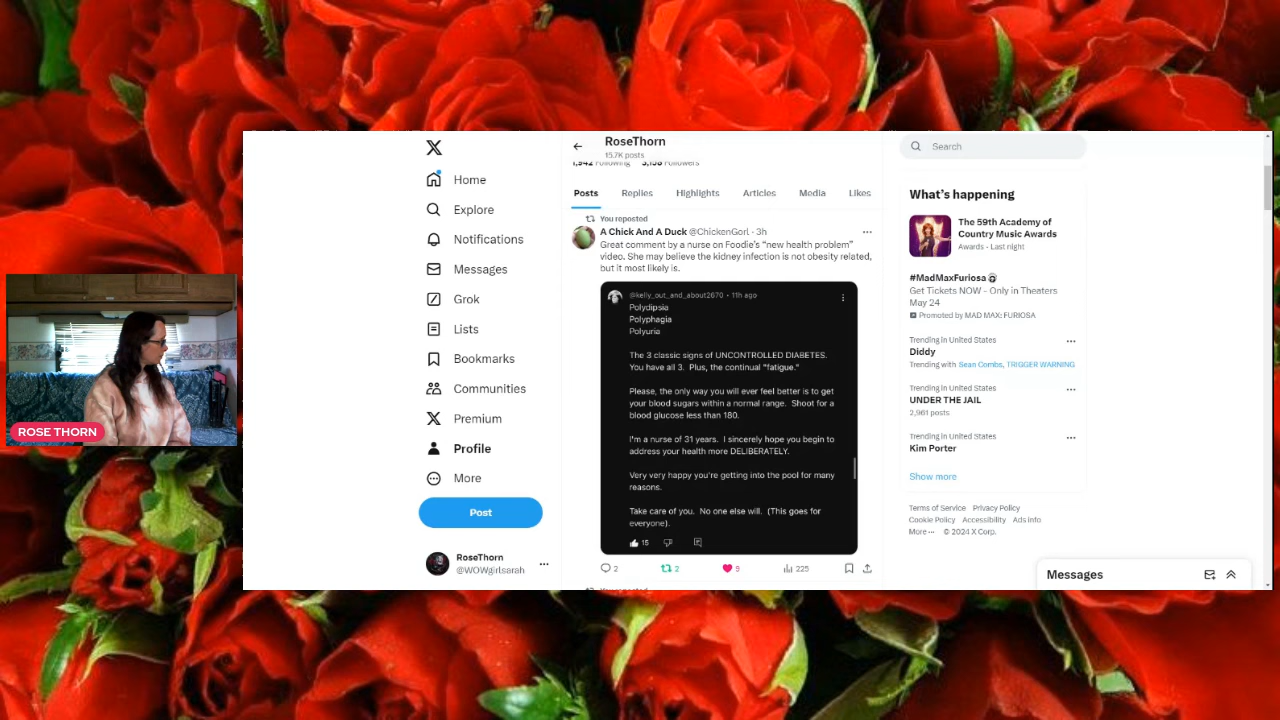 ROSE THORN
Home
Explore
Notifications
Messages
Grok
Lists
Bookmarks
Communities
Premium
Profile
More
Post
RoseThorn
@WOWgirlsarah
RoseThorn
15.7K posts
1,942 Following 3,158 Followers
Posts Replies Highlights Articles Media Likes
You reposted
A Chick And A Duck @ChickenGorl · 3h
Great comment by a nurse on Foodie's "new health problem"
video. She may believe the kidney infection is not obesity related,
but it most likely is.
@kelly_out_and_about2670 · 11h ago
Polydipsia
Polyphagia
Polyuria
The 3 classic signs of UNCONTROLLED DIABETES.
You have all 3. Plus, the continual "fatigue."
Please, the only way you will ever feel better is to get
your blood sugars within a normal range. Shoot for a
blood glucose less than 180.
I'm a nurse of 31 years. I sincerely hope you begin to
address your health more DELIBERATELY.
Very very happy you're getting into the pool for many
reasons.
Take care of you. No one else will. (This goes for
everyone).
15
2 2 9 225
Search
What's happening
The 59th Academy of
Country Music Awards
Awards · Last night
#MadMaxFuriosa
Get Tickets NOW - Only in Theaters
May 24
Promoted by MAD MAX: FURIOSA
Trending in United States
Diddy
Trending with Sean Combs, TRIGGER WARNING
Trending in United States
UNDER THE JAIL
2,961 posts
Trending in United States
Kim Porter
Show more
Terms of Service Privacy Policy
Cookie Policy Accessibility Ads info
More ··· © 2024 X Corp.
Messages